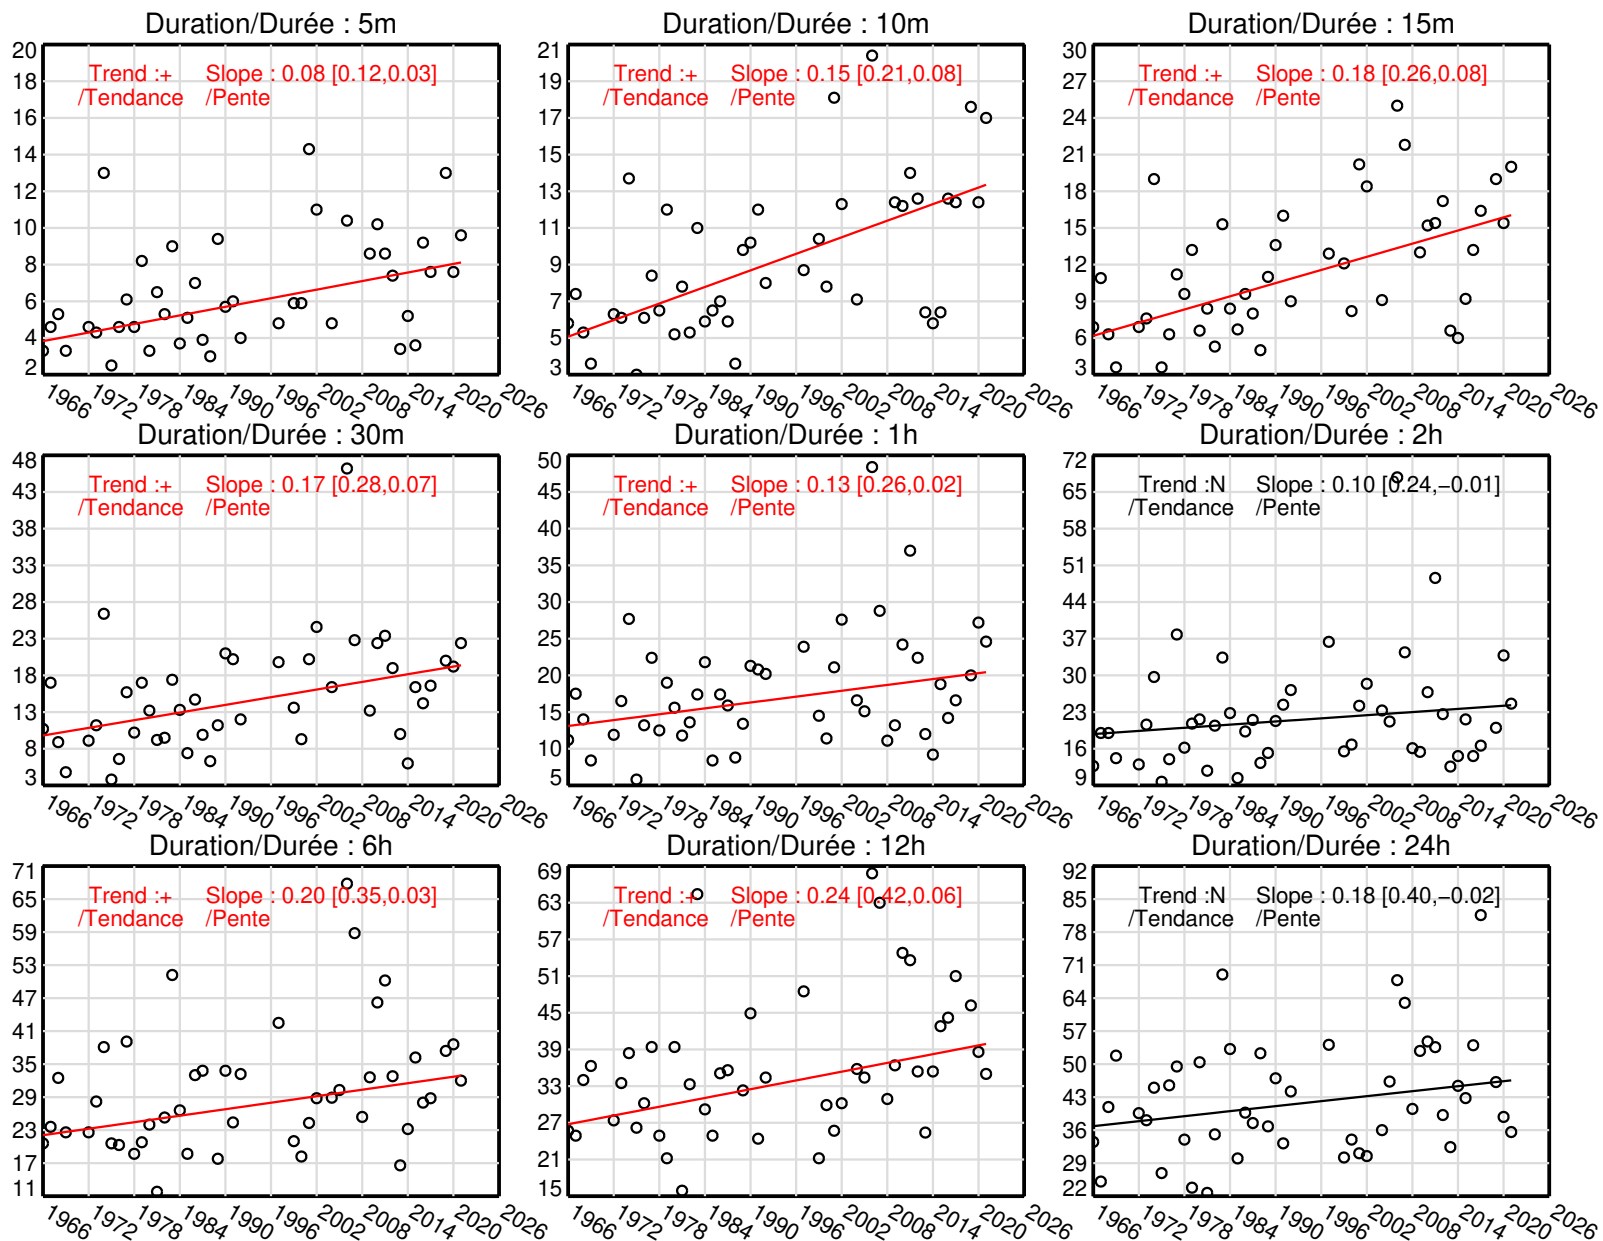 Duration/Durée : 5m
Trend :+ Slope : 0.08 [0.12,0.03]
/Tendance /Pente
20
18
16
14
12
10
8
6
4
2
1966 1972 1978 1984 1990 1996 2002 2008 2014 2020 2026
Duration/Durée : 10m
Trend :+ Slope : 0.15 [0.21,0.08]
/Tendance /Pente
21
19
17
15
13
11
9
7
5
3
1966 1972 1978 1984 1990 1996 2002 2008 2014 2020 2026
Duration/Durée : 15m
Trend :+ Slope : 0.18 [0.26,0.08]
/Tendance /Pente
30
27
24
21
18
15
12
9
6
3
1966 1972 1978 1984 1990 1996 2002 2008 2014 2020 2026
Duration/Durée : 30m
Trend :+ Slope : 0.17 [0.28,0.07]
/Tendance /Pente
48
43
38
33
28
23
18
13
8
3
1966 1972 1978 1984 1990 1996 2002 2008 2014 2020 2026
Duration/Durée : 1h
Trend :+ Slope : 0.13 [0.26,0.02]
/Tendance /Pente
50
45
40
35
30
25
20
15
10
5
1966 1972 1978 1984 1990 1996 2002 2008 2014 2020 2026
Duration/Durée : 2h
Trend :N Slope : 0.10 [0.24,−0.01]
/Tendance /Pente
72
65
58
51
44
37
30
23
16
9
1966 1972 1978 1984 1990 1996 2002 2008 2014 2020 2026
Duration/Durée : 6h
Trend :+ Slope : 0.20 [0.35,0.03]
/Tendance /Pente
71
65
59
53
47
41
35
29
23
17
11
1966 1972 1978 1984 1990 1996 2002 2008 2014 2020 2026
Duration/Durée : 12h
Trend :+ Slope : 0.24 [0.42,0.06]
/Tendance /Pente
69
63
57
51
45
39
33
27
21
15
1966 1972 1978 1984 1990 1996 2002 2008 2014 2020 2026
Duration/Durée : 24h
Trend :N Slope : 0.18 [0.40,−0.02]
/Tendance /Pente
92
85
78
71
64
57
50
43
36
29
22
1966 1972 1978 1984 1990 1996 2002 2008 2014 2020 2026